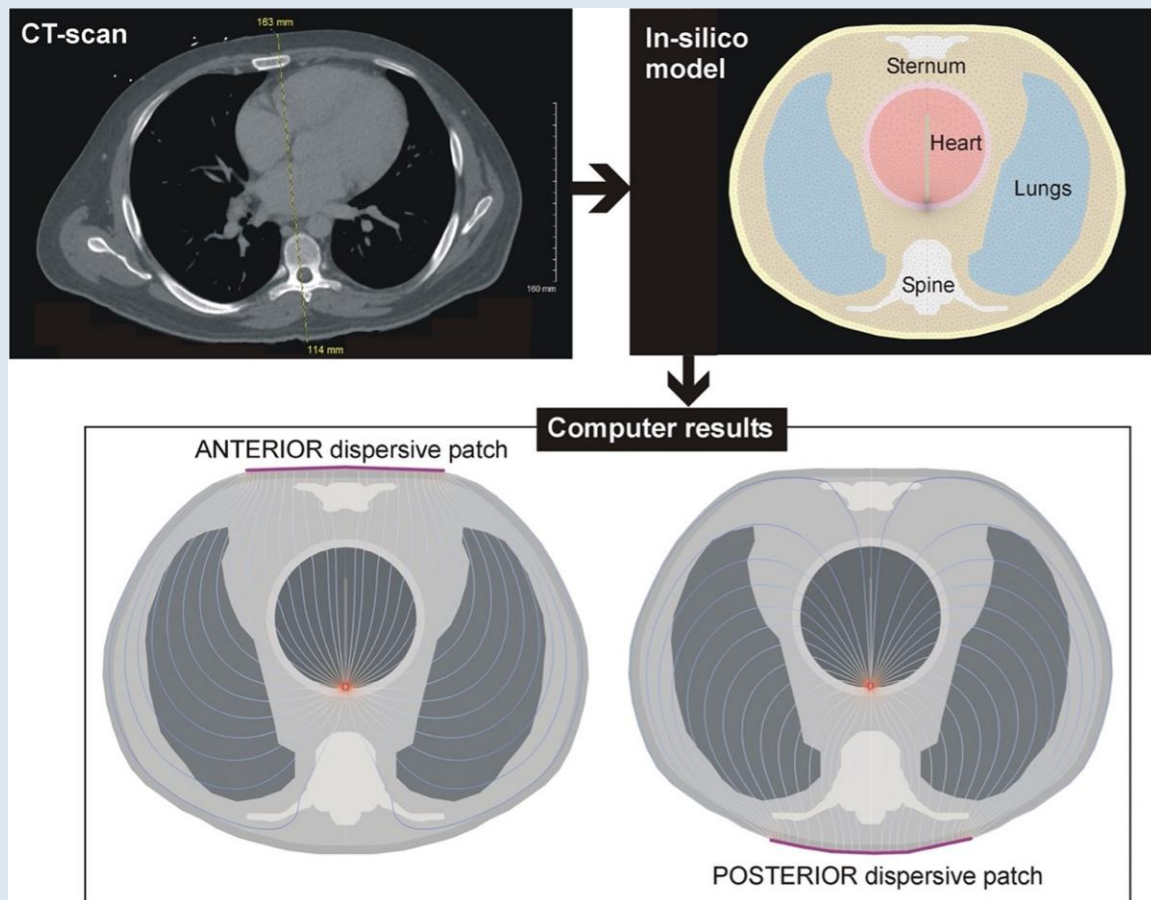 CT-scan
163 mm
160 mm
114 mm
In-silico
model
Sternum
Heart
Lungs
Spine
Computer results
ANTERIOR dispersive patch
POSTERIOR dispersive patch